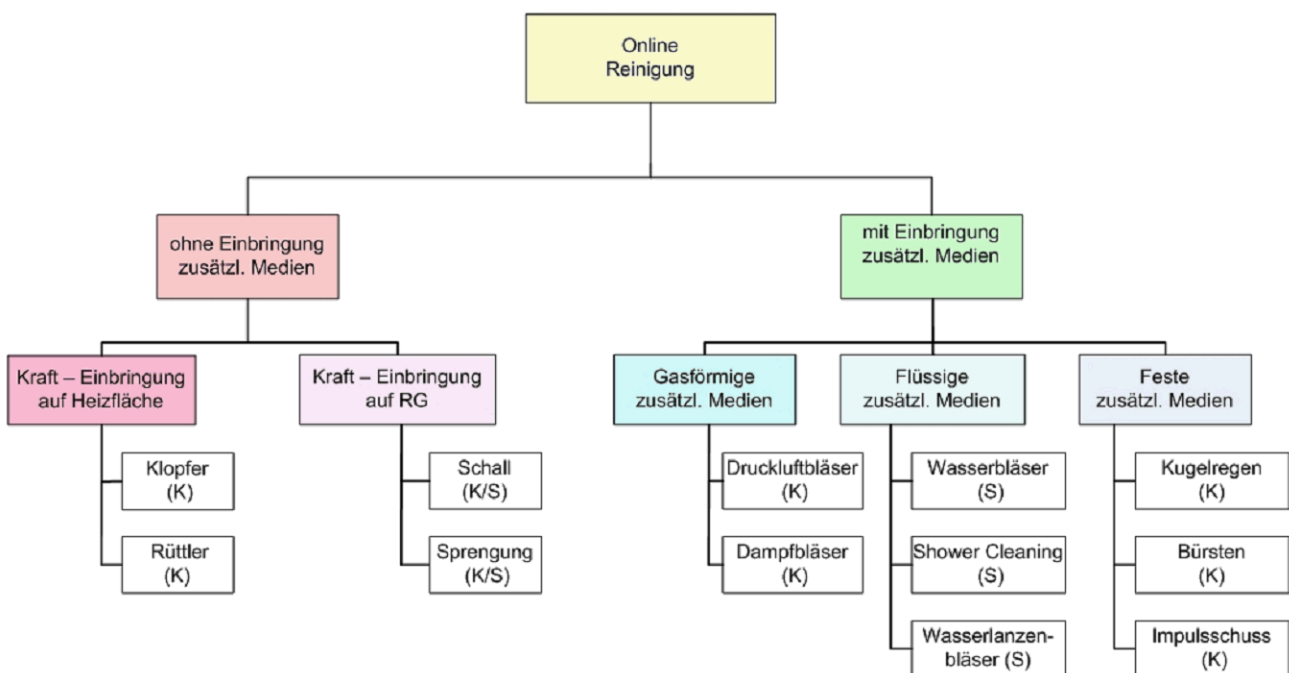 Online
Reinigung
ohne Einbringung
zusätzl. Medien
mit Einbringung
zusätzl. Medien
Kraft – Einbringung
auf Heizfläche
Kraft – Einbringung
auf RG
Gasförmige
zusätzl. Medien
Flüssige
zusätzl. Medien
Feste
zusätzl. Medien
Klopfer
(K)
Rüttler
(K)
Schall
(K/S)
Sprengung
(K/S)
Druckluftbläser
(K)
Dampfbläser
(K)
Wasserbläser
(S)
Shower Cleaning
(S)
Wasserlanzen-
bläser (S)
Kugelregen
(K)
Bürsten
(K)
Impulsschuss
(K)